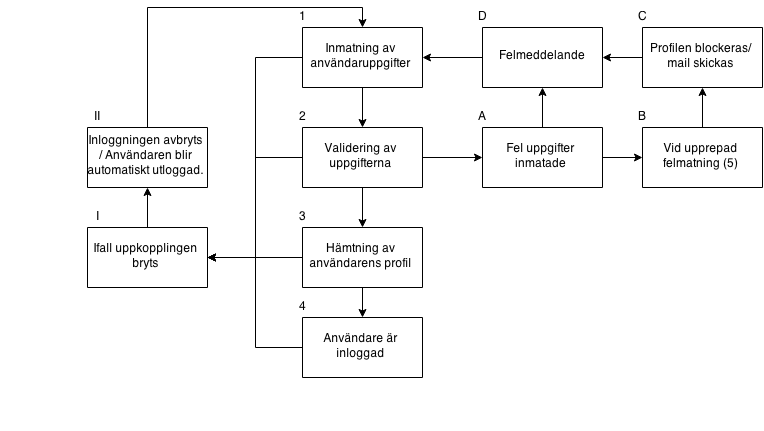 1
Inmatning av
användaruppgifter
D
Felmeddelande
C
Profilen blockeras/
mail skickas
II
Inloggningen avbryts
/ Användaren blir
automatiskt utloggad.
2
Validering av
uppgifterna
A
Fel uppgifter
inmatade
B
Vid upprepad
felmatning (5)
I
Ifall uppkopplingen
bryts
3
Hämtning av
användarens profil
4
Användare är
inloggad